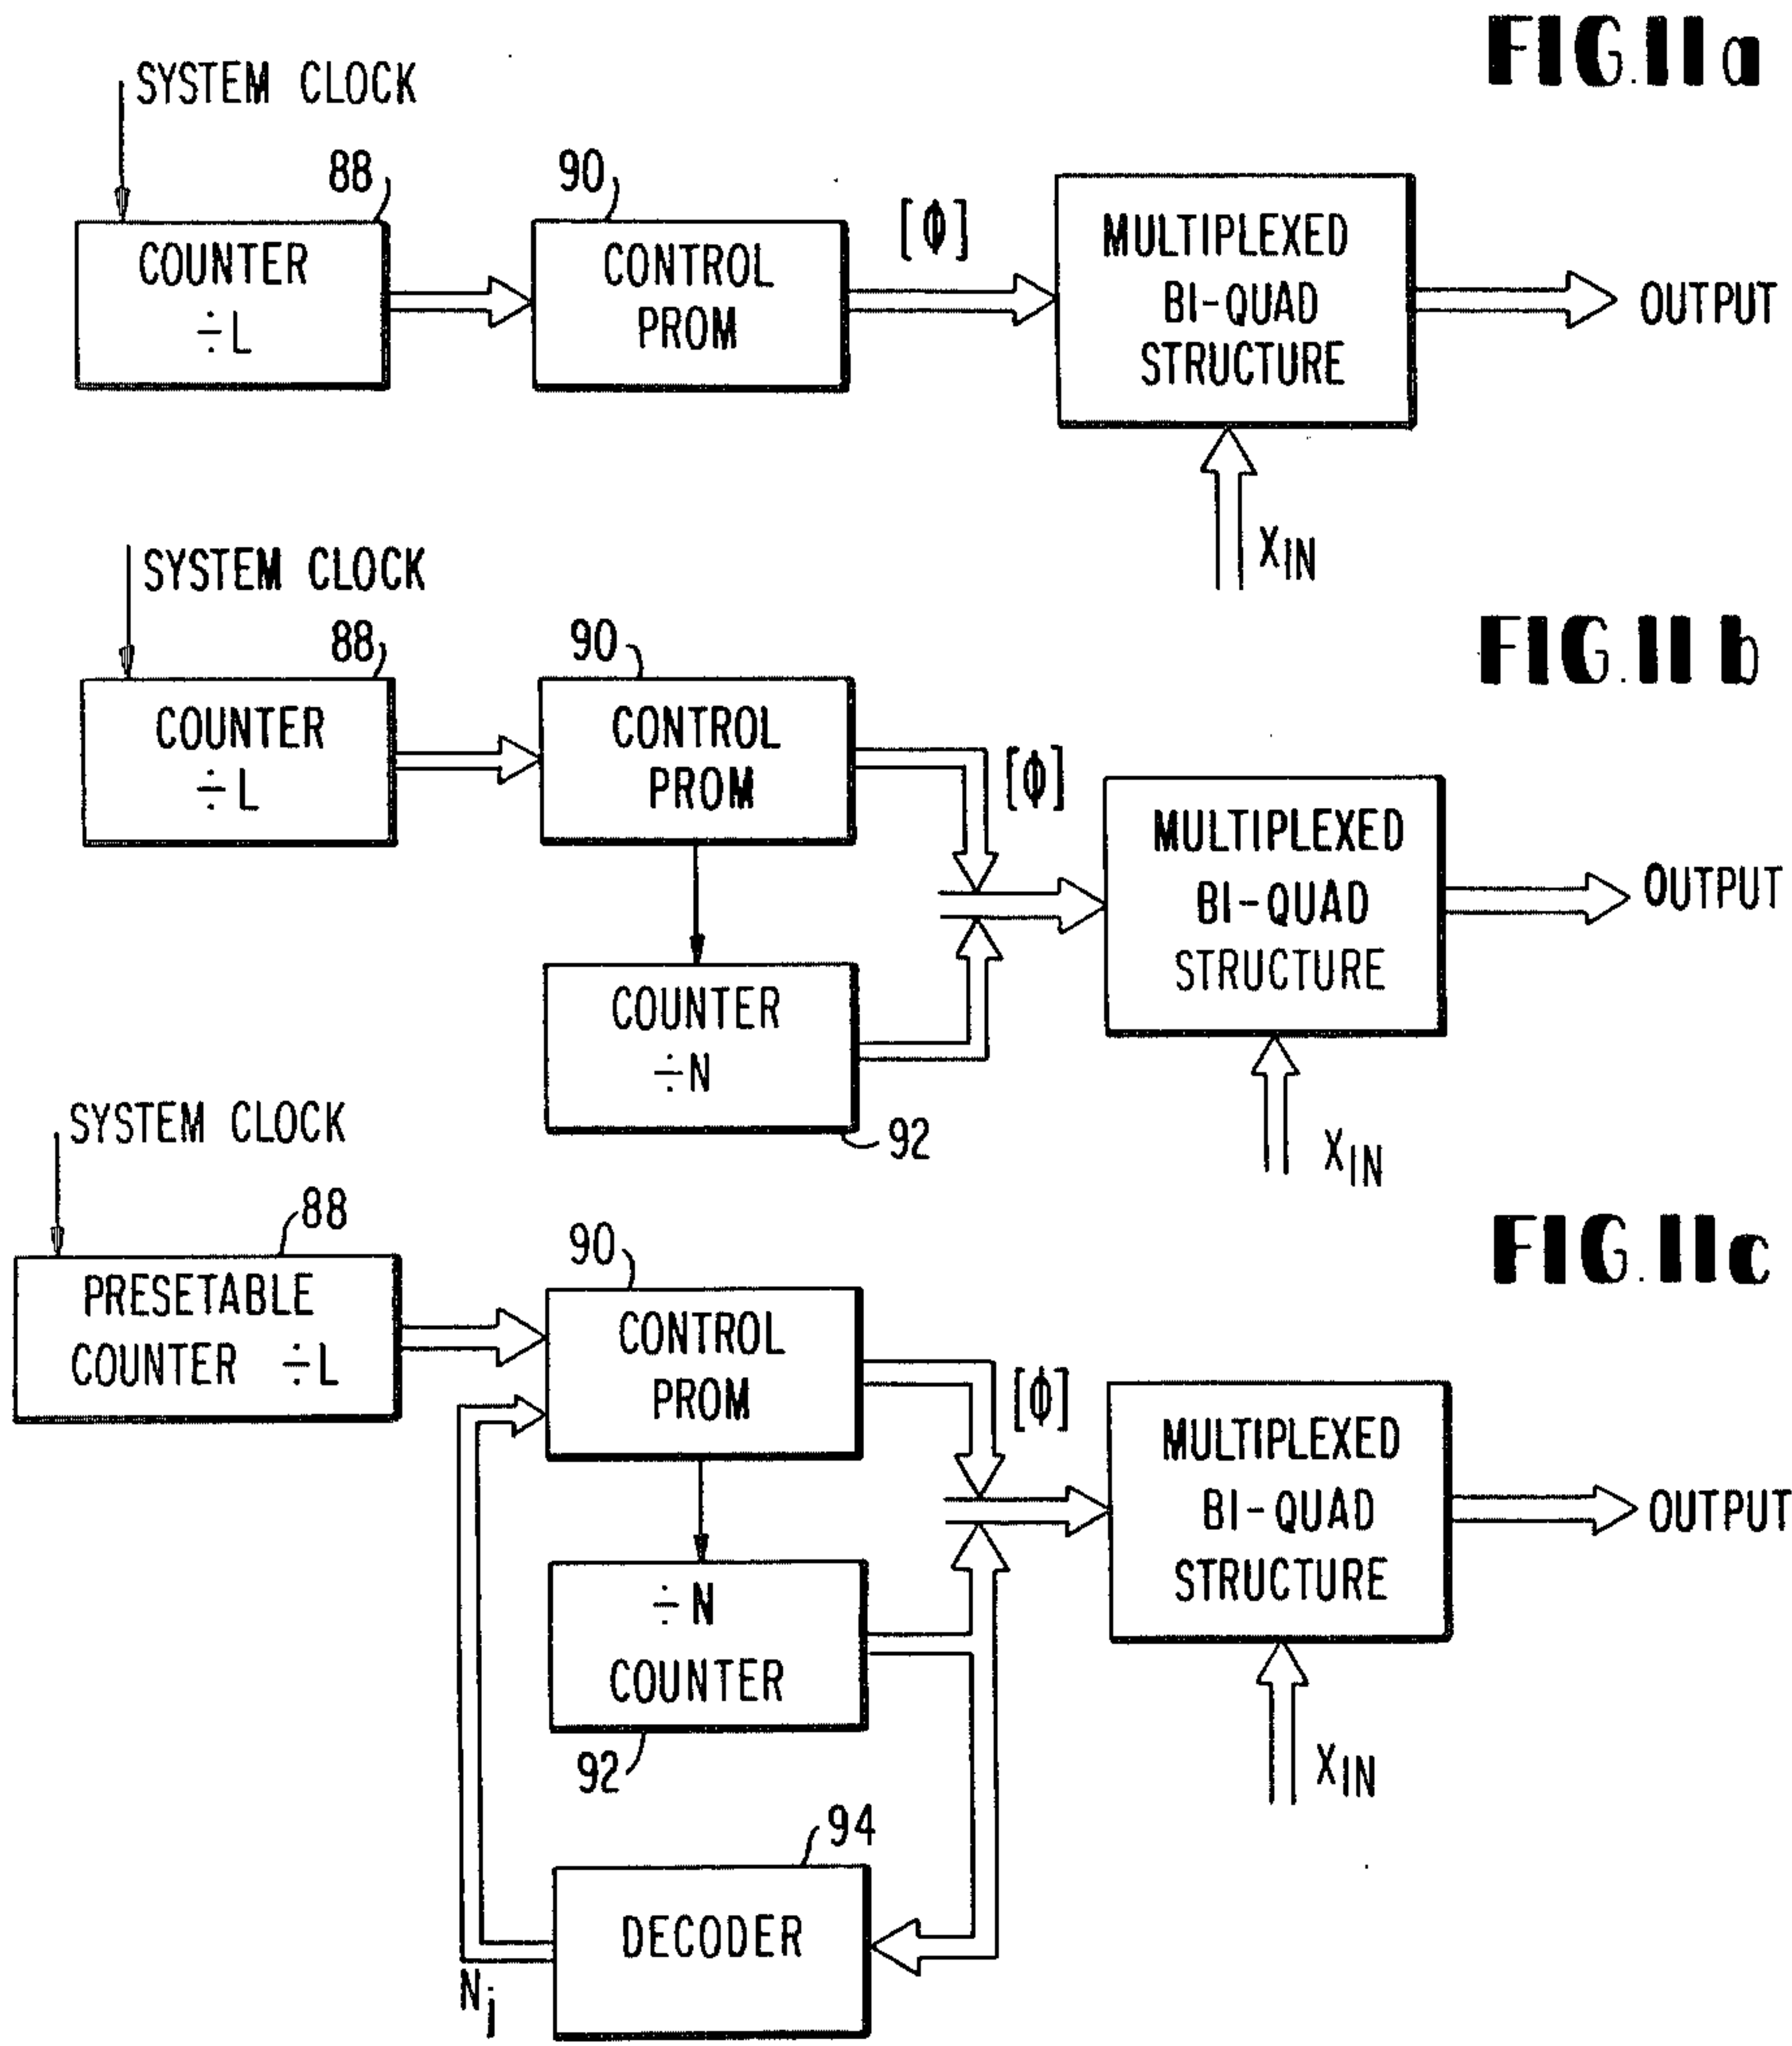 FIG.11a
SYSTEM CLOCK
88
90
[ϕ]
COUNTER
÷L
CONTROL
PROM
MULTIPLEXED
BI-QUAD
STRUCTURE
OUTPUT
XIN
FIG.11b
SYSTEM CLOCK
88
90
COUNTER
÷L
CONTROL
PROM
[ϕ]
MULTIPLEXED
BI-QUAD
STRUCTURE
OUTPUT
COUNTER
÷N
92
XIN
FIG.11c
SYSTEM CLOCK
88
90
PRESETABLE
COUNTER ÷L
CONTROL
PROM
[ϕ]
MULTIPLEXED
BI-QUAD
STRUCTURE
OUTPUT
÷N
COUNTER
92
XIN
94
DECODER
Nj